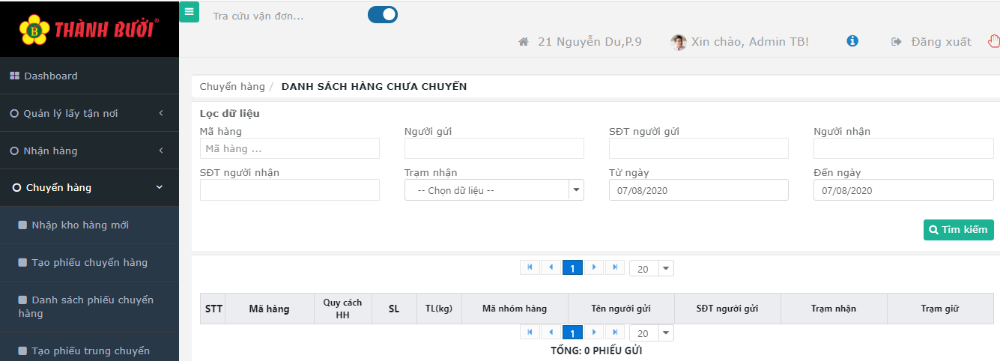 THÀNH BƯỞI®
B
Tra cứu vận đơn...
21 Nguyễn Du,P.9
Xin chào, Admin TB!
Đăng xuất
Dashboard
Quản lý lấy tận nơi
Nhận hàng
Chuyển hàng
Nhập kho hàng mới
Tạo phiếu chuyển hàng
Danh sách phiếu chuyển
hàng
Tạo phiếu trung chuyển
Chuyển hàng / DANH SÁCH HÀNG CHƯA CHUYỂN
Lọc dữ liệu
Mã hàng
Người gửi
SĐT người gửi
Người nhận
Mã hàng ...
SĐT người nhận
Trạm nhận
Từ ngày
Đến ngày
-- Chọn dữ liệu --
07/08/2020
07/08/2020
Tìm kiếm
1
20
STT
Mã hàng
Quy cách
HH
SL
TL(kg)
Mã nhóm hàng
Tên người gửi
SĐT người gửi
Trạm nhận
Trạm giữ
1
20
TỔNG: 0 PHIẾU GỬI